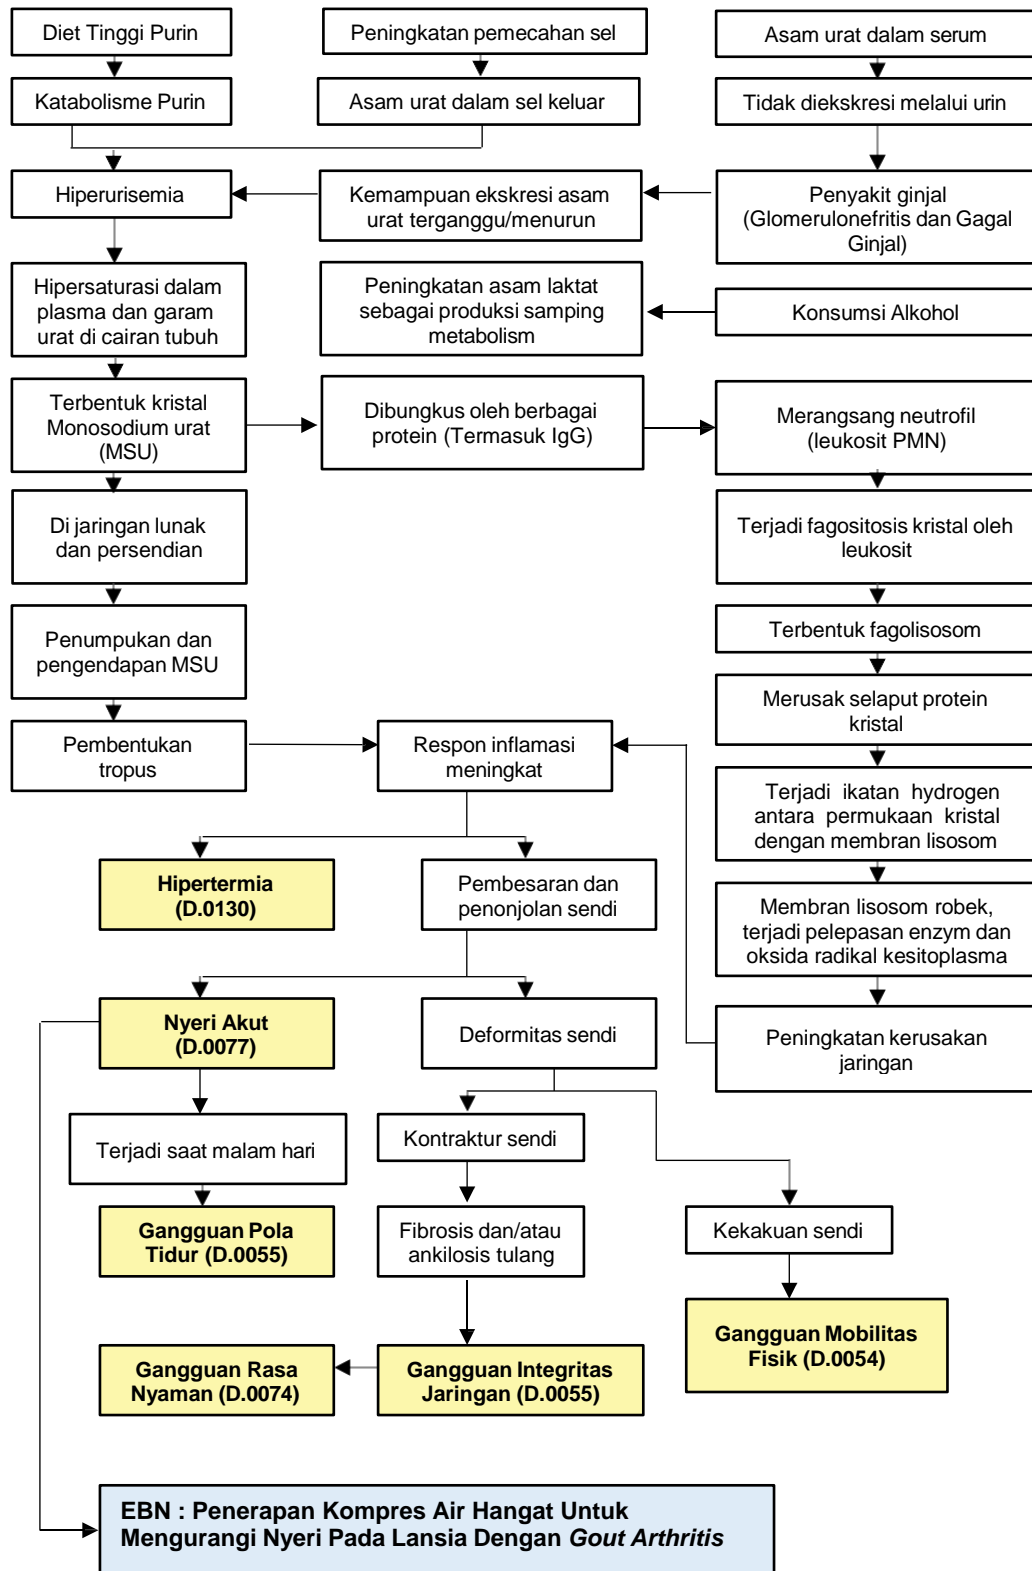 Diet Tinggi Purin
Peningkatan pemecahan sel
Asam urat dalam serum
Katabolisme Purin
Asam urat dalam sel keluar
Tidak diekskresi melalui urin
Hiperurisemia
Kemampuan ekskresi asam
urat terganggu/menurun
Penyakit ginjal
(Glomerulonefritis dan Gagal
Ginjal)
Hipersaturasi dalam
plasma dan garam
urat di cairan tubuh
Peningkatan asam laktat
sebagai produksi samping
metabolism
Konsumsi Alkohol
Terbentuk kristal
Monosodium urat
(MSU)
Dibungkus oleh berbagai
protein (Termasuk IgG)
Merangsang neutrofil
(leukosit PMN)
Di jaringan lunak
dan persendian
Terjadi fagositosis kristal oleh
leukosit
Penumpukan dan
pengendapan MSU
Terbentuk fagolisosom
Merusak selaput protein
kristal
Pembentukan
tropus
Respon inflamasi
meningkat
Terjadi ikatan hydrogen
antara permukaan kristal
dengan membran lisosom
Hipertermia
(D.0130)
Pembesaran dan
penonjolan sendi
Membran lisosom robek,
terjadi pelepasan enzym dan
oksida radikal kesitoplasma
Nyeri Akut
(D.0077)
Deformitas sendi
Peningkatan kerusakan
jaringan
Terjadi saat malam hari
Kontraktur sendi
Gangguan Pola
Tidur (D.0055)
Fibrosis dan/atau
ankilosis tulang
Kekakuan sendi
Gangguan Rasa
Nyaman (D.0074)
Gangguan Integritas
Jaringan (D.0055)
Gangguan Mobilitas
Fisik (D.0054)
EBN : Penerapan Kompres Air Hangat Untuk
Mengurangi Nyeri Pada Lansia Dengan Gout Arthritis